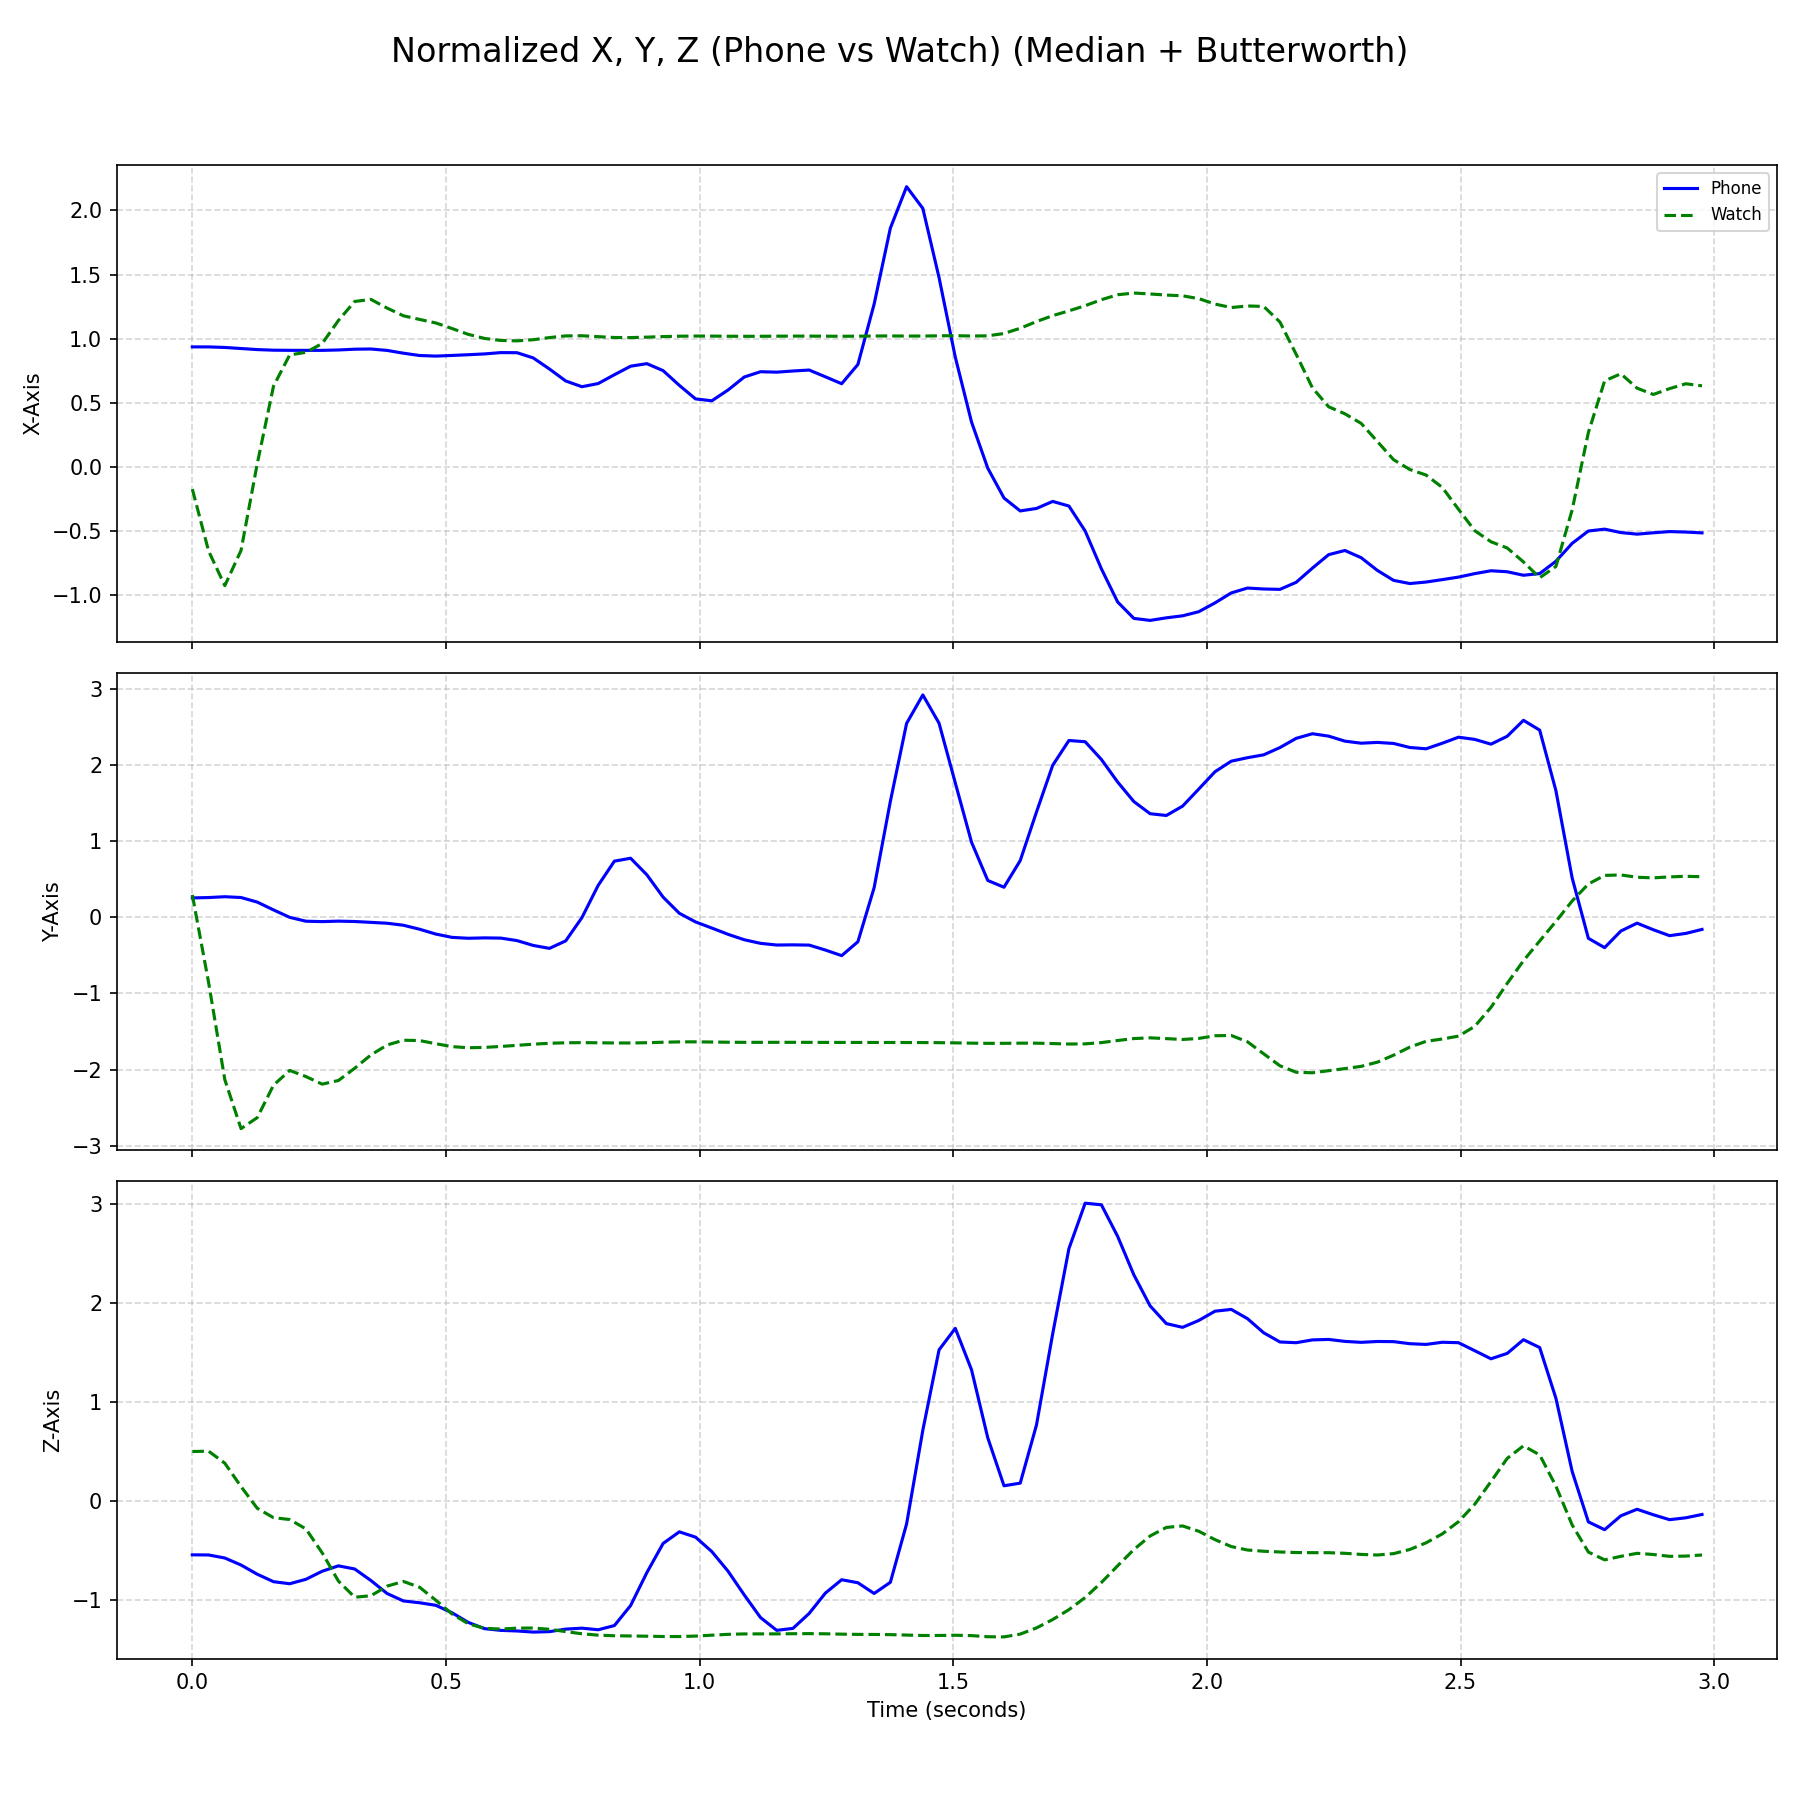 Normalized X, Y, Z (Phone vs Watch) (Median + Butterworth)
Phone
Watch
2.0
1.5
1.0
0.5
0.0
−0.5
−1.0
X-Axis
3
2
1
0
−1
−2
−3
Y-Axis
3
2
1
0
−1
Z-Axis
0.0 0.5 1.0 1.5 2.0 2.5 3.0
Time (seconds)